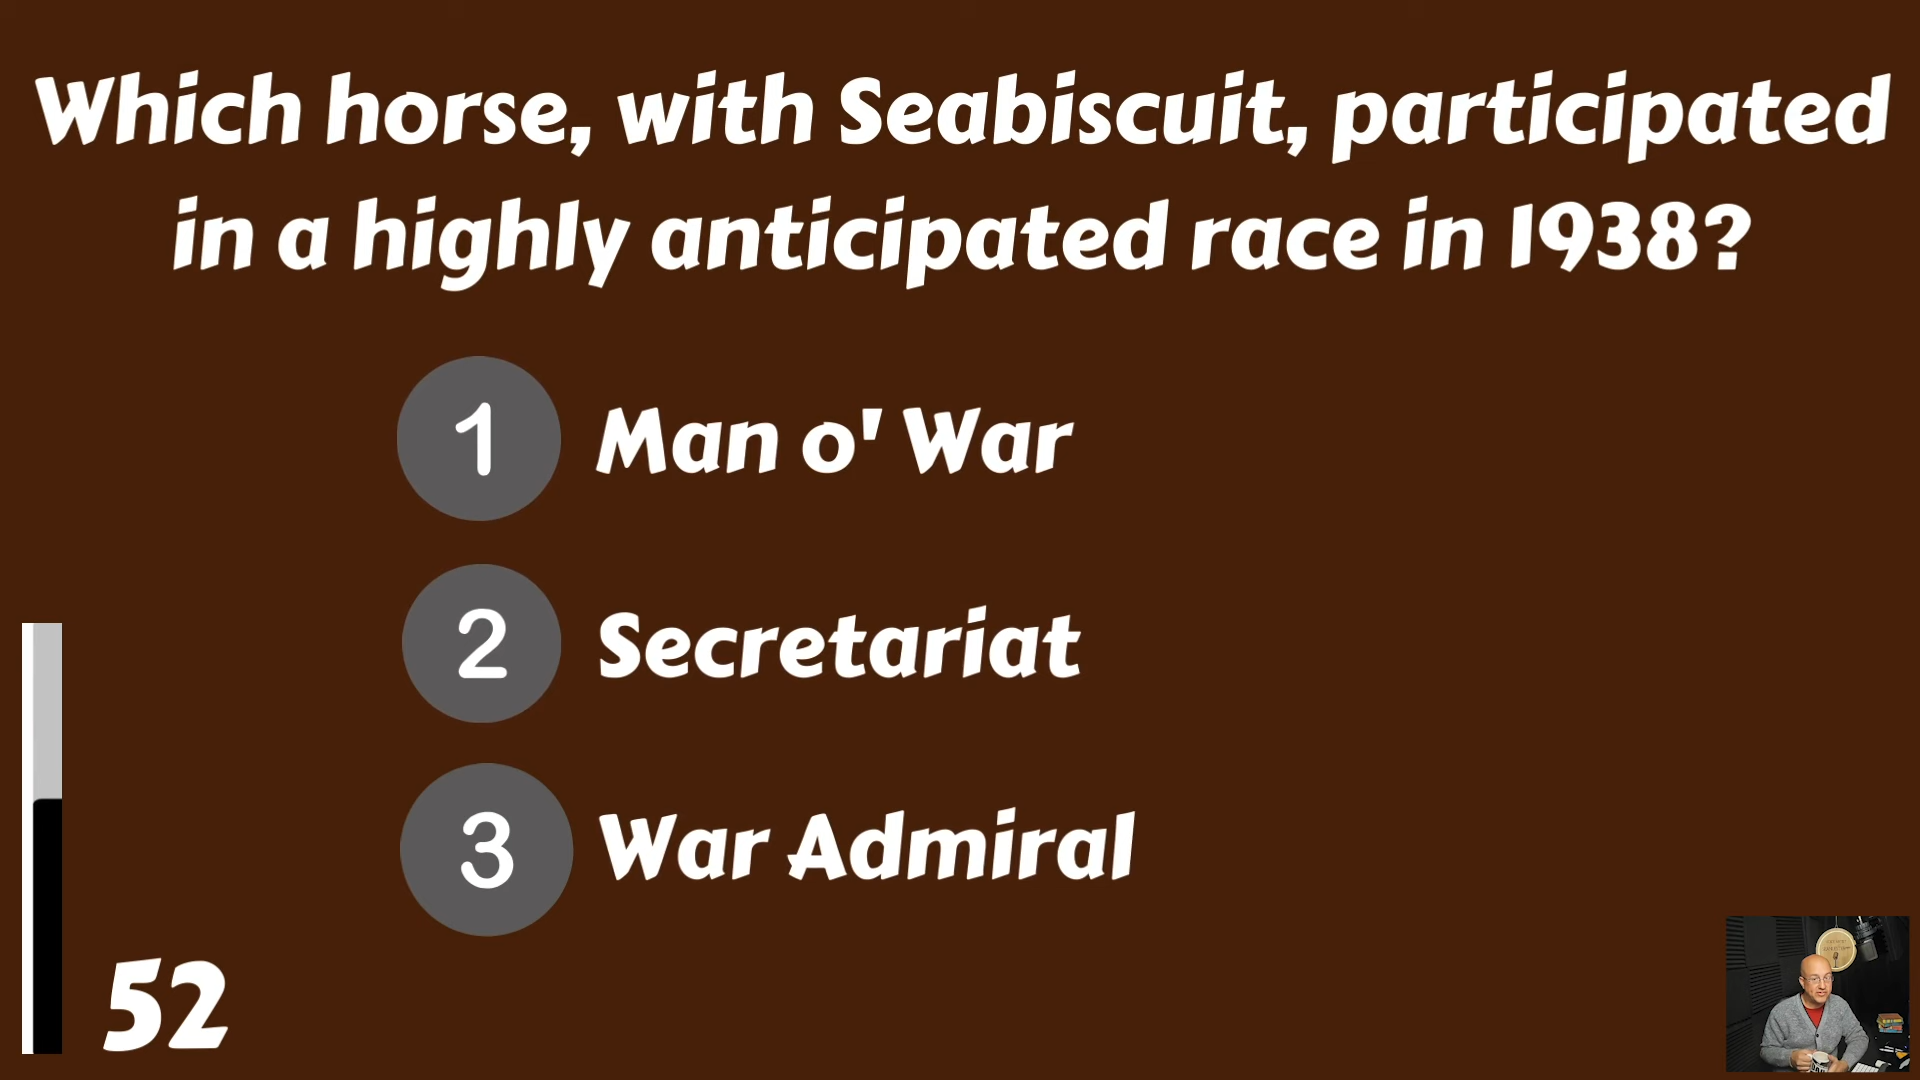 Which horse, with Seabiscuit, participated
in a highly anticipated race in 1938?
1 Man o' War
2 Secretariat
3 War Admiral
52